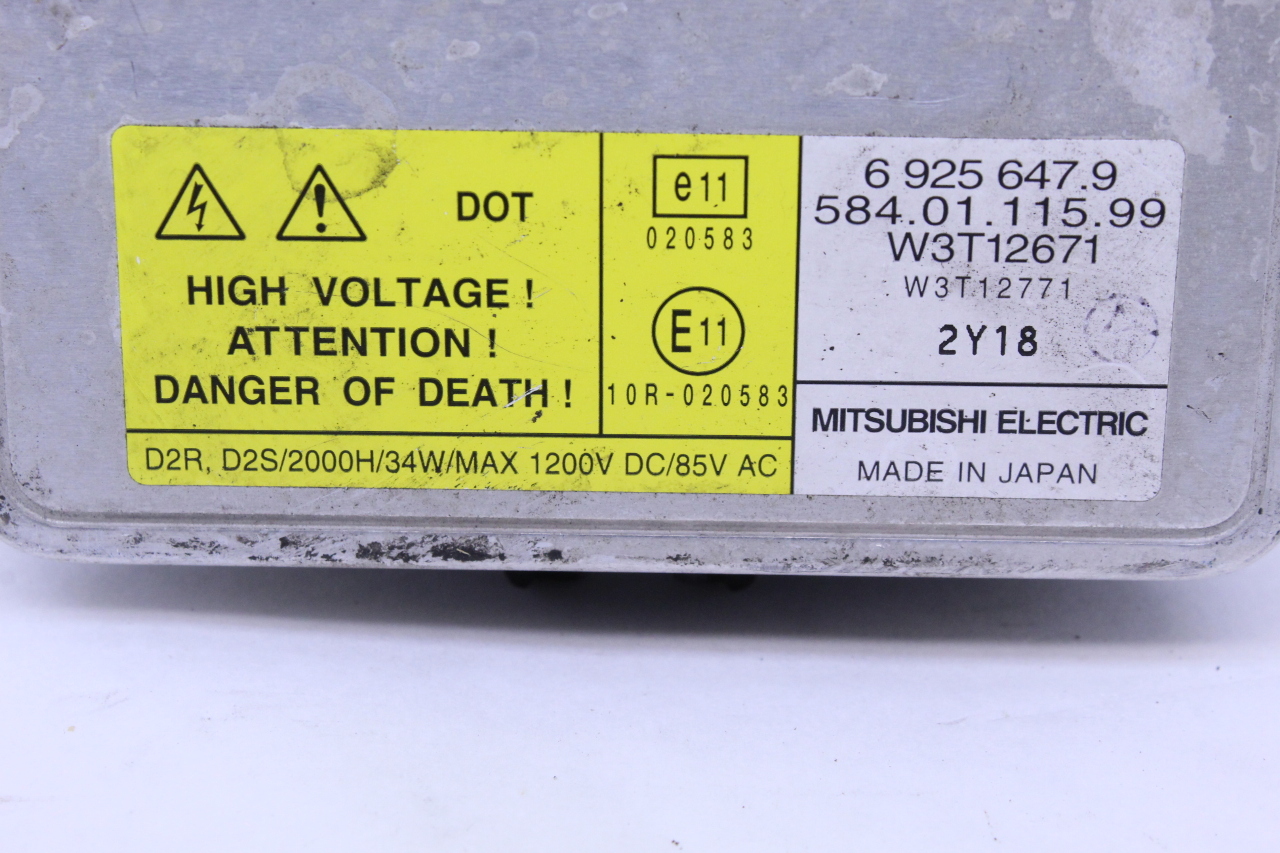 DOT
HIGH VOLTAGE !
ATTENTION !
DANGER OF DEATH !
D2R, D2S/2000H/34W/MAX 1200V DC/85V AC
e11
020583
E11
10R-020583
6 925 647.9
584.01.115.99
W3T12671
W3T12771
2Y18
MITSUBISHI ELECTRIC
MADE IN JAPAN